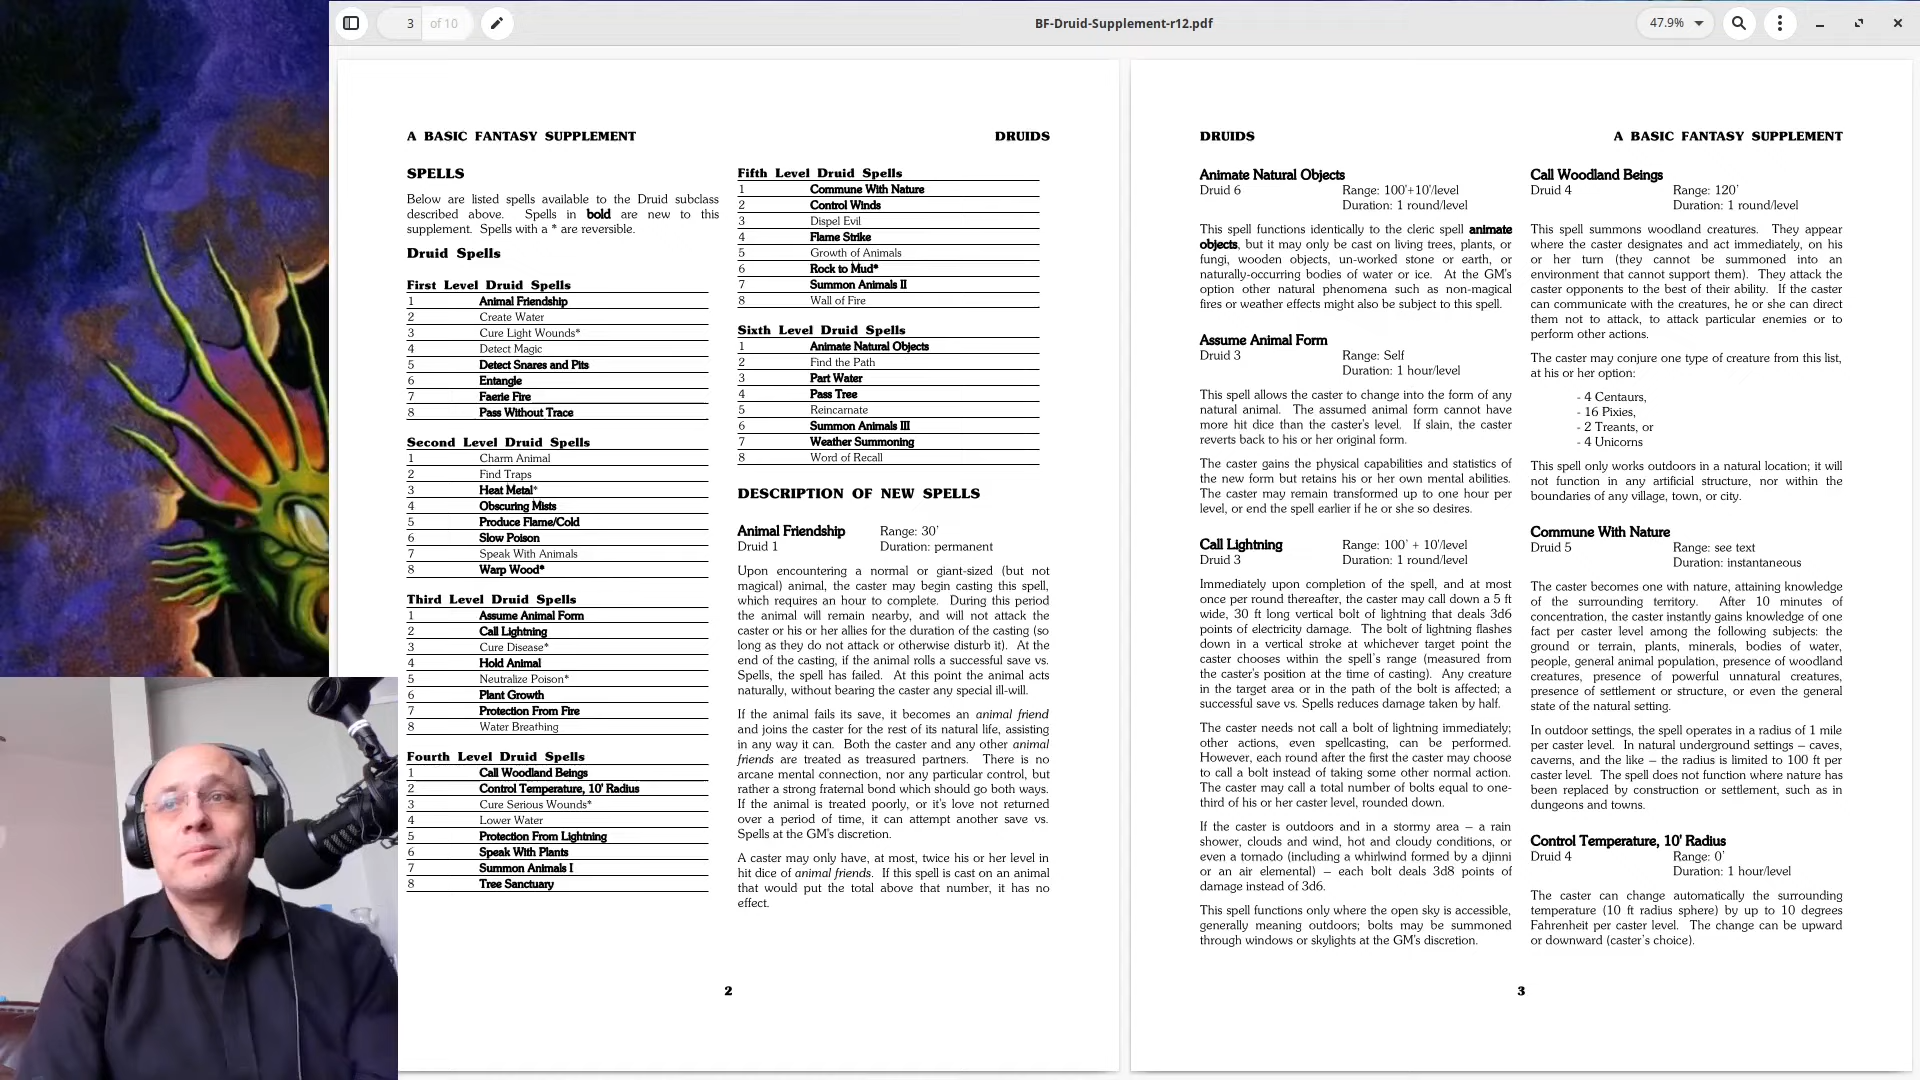 3 of 10
BF-Druid-Supplement-r12.pdf
47.9%
A BASIC FANTASY SUPPLEMENT
DRUIDS
SPELLS
Below are listed spells available to the Druid subclass
described above. Spells in bold are new to this
supplement. Spells with a * are reversible.
Druid Spells
First Level Druid Spells
1 Animal Friendship
2 Create Water
3 Cure Light Wounds*
4 Detect Magic
5 Detect Snares and Pits
6 Entangle
7 Faerie Fire
8 Pass Without Trace
Second Level Druid Spells
1 Charm Animal
2 Find Traps
3 Heat Metal*
4 Obscuring Mists
5 Produce Flame/Cold
6 Slow Poison
7 Speak With Animals
8 Warp Wood*
Third Level Druid Spells
1 Assume Animal Form
2 Call Lightning
3 Cure Disease*
4 Hold Animal
5 Neutralize Poison*
6 Plant Growth
7 Protection From Fire
8 Water Breathing
Fourth Level Druid Spells
1 Call Woodland Beings
2 Control Temperature, 10' Radius
3 Cure Serious Wounds*
4 Lower Water
5 Protection From Lightning
6 Speak With Plants
7 Summon Animals I
8 Tree Sanctuary
Fifth Level Druid Spells
1 Commune With Nature
2 Control Winds
3 Dispel Evil
4 Flame Strike
5 Growth of Animals
6 Rock to Mud*
7 Summon Animals II
8 Wall of Fire
Sixth Level Druid Spells
1 Animate Natural Objects
2 Find the Path
3 Part Water
4 Pass Tree
5 Reincarnate
6 Summon Animals III
7 Weather Summoning
8 Word of Recall
DESCRIPTION OF NEW SPELLS
Animal Friendship Range: 30'
Druid 1 Duration: permanent
Upon encountering a normal or giant-sized (but not
magical) animal, the caster may begin casting this spell,
which requires an hour to complete. During this period
the animal will remain nearby, and will not attack the
caster or his or her allies for the duration of the casting (so
long as they do not attack or otherwise disturb it). At the
end of the casting, if the animal rolls a successful save vs.
Spells, the spell has failed. At this point the animal acts
naturally, without bearing the caster any special ill-will.
If the animal fails its save, it becomes an animal friend
and joins the caster for the rest of its natural life, assisting
in any way it can. Both the caster and any other animal
friends are treated as treasured partners. There is no
arcane mental connection, nor any particular control, but
rather a strong fraternal bond which should go both ways.
If the animal is treated poorly, or it's love not returned
over a period of time, it can attempt another save vs.
Spells at the GM's discretion.
A caster may only have, at most, twice his or her level in
hit dice of animal friends. If this spell is cast on an animal
that would put the total above that number, it has no
effect.
2
DRUIDS
A BASIC FANTASY SUPPLEMENT
Animate Natural Objects
Druid 6 Range: 100'+10'/level
Duration: 1 round/level
This spell functions identically to the cleric spell animate
objects, but it may only be cast on living trees, plants, or
fungi, wooden objects, un-worked stone or earth, or
naturally-occurring bodies of water or ice. At the GM's
option other natural phenomena such as non-magical
fires or weather effects might also be subject to this spell.
Assume Animal Form
Druid 3 Range: Self
Duration: 1 hour/level
This spell allows the caster to change into the form of any
natural animal. The assumed animal form cannot have
more hit dice than the caster's level. If slain, the caster
reverts back to his or her original form.
The caster gains the physical capabilities and statistics of
the new form but retains his or her own mental abilities.
The caster may remain transformed up to one hour per
level, or end the spell earlier if he or she so desires.
Call Lightning Range: 100' + 10'/level
Druid 3 Duration: 1 round/level
Immediately upon completion of the spell, and at most
once per round thereafter, the caster may call down a 5 ft
wide, 30 ft long vertical bolt of lightning that deals 3d6
points of electricity damage. The bolt of lightning flashes
down in a vertical stroke at whichever target point the
caster chooses within the spell's range (measured from
the caster's position at the time of casting). Any creature
in the target area or in the path of the bolt is affected; a
successful save vs. Spells reduces damage taken by half.
The caster needs not call a bolt of lightning immediately;
other actions, even spellcasting, can be performed.
However, each round after the first the caster may choose
to call a bolt instead of taking some other normal action.
The caster may call a total number of bolts equal to one-
third of his or her caster level, rounded down.
If the caster is outdoors and in a stormy area – a rain
shower, clouds and wind, hot and cloudy conditions, or
even a tornado (including a whirlwind formed by a djinni
or an air elemental) – each bolt deals 3d8 points of
damage instead of 3d6.
This spell functions only where the open sky is accessible,
generally meaning outdoors; bolts may be summoned
through windows or skylights at the GM's discretion.
Call Woodland Beings
Druid 4 Range: 120'
Duration: 1 round/level
This spell summons woodland creatures. They appear
where the caster designates and act immediately, on his
or her turn (they cannot be summoned into an
environment that cannot support them). They attack the
caster opponents to the best of their ability. If the caster
can communicate with the creatures, he or she can direct
them not to attack, to attack particular enemies or to
perform other actions.
The caster may conjure one type of creature from this list,
at his or her option:
- 4 Centaurs,
- 16 Pixies,
- 2 Treants, or
- 4 Unicorns
This spell only works outdoors in a natural location; it will
not function in any artificial structure, nor within the
boundaries of any village, town, or city.
Commune With Nature
Druid 5 Range: see text
Duration: instantaneous
The caster becomes one with nature, attaining knowledge
of the surrounding territory. After 10 minutes of
concentration, the caster instantly gains knowledge of one
fact per caster level among the following subjects: the
ground or terrain, plants, minerals, bodies of water,
people, general animal population, presence of woodland
creatures, presence of powerful unnatural creatures,
presence of settlement or structure, or even the general
state of the natural setting.
In outdoor settings, the spell operates in a radius of 1 mile
per caster level. In natural underground settings – caves,
caverns, and the like – the radius is limited to 100 ft per
caster level. The spell does not function where nature has
been replaced by construction or settlement, such as in
dungeons and towns.
Control Temperature, 10' Radius
Druid 4 Range: 0'
Duration: 1 hour/level
The caster can change automatically the surrounding
temperature (10 ft radius sphere) by up to 10 degrees
Fahrenheit per caster level. The change can be upward
or downward (caster's choice).
3